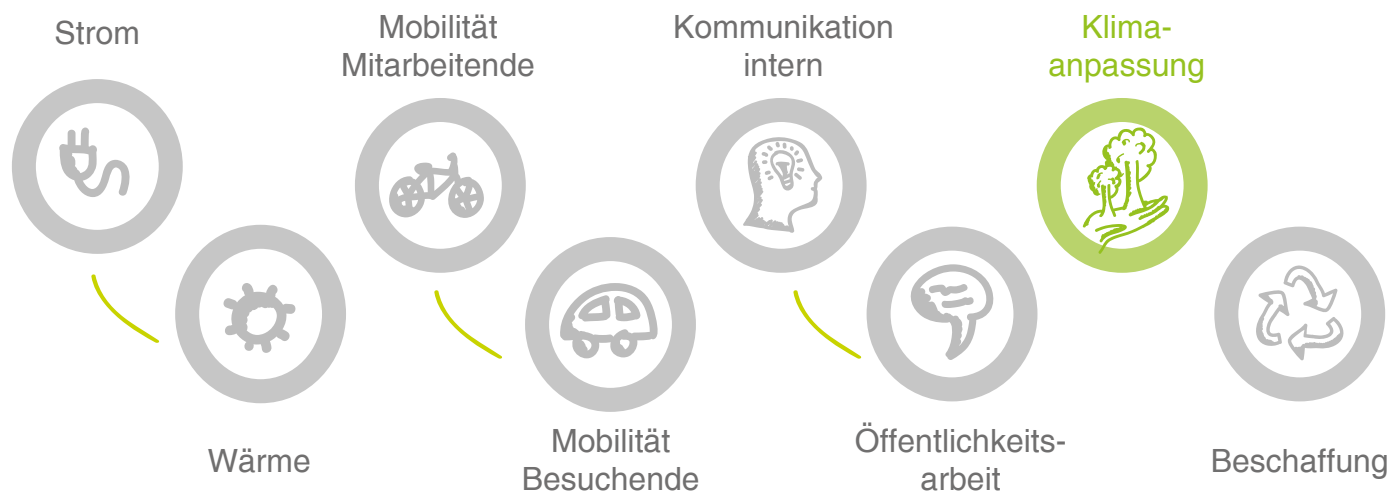 Strom
Wärme
Mobilität
Mitarbeitende
Mobilität
Besuchende
Kommunikation
intern
Öffentlichkeits-
arbeit
Klima-
anpassung
Beschaffung